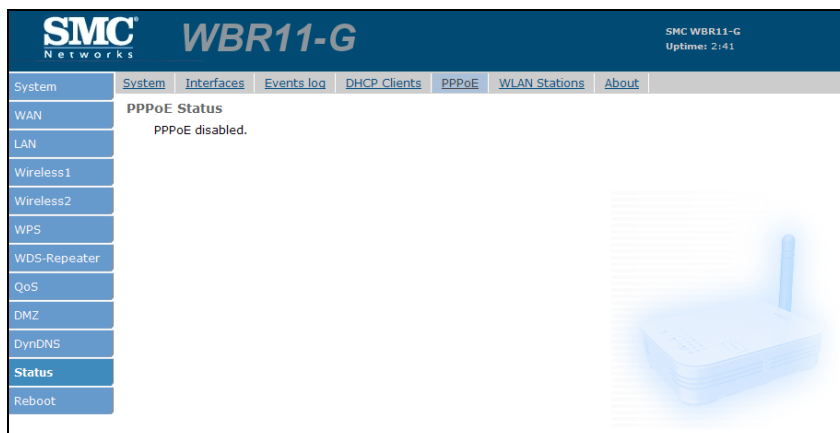 SMC®
Networks
WBR11-G
SMC WBR11-G
Uptime: 2:41
System
WAN
LAN
Wireless1
Wireless2
WPS
WDS-Repeater
QoS
DMZ
DynDNS
Status
Reboot
System Interfaces Events log DHCP Clients PPPoE WLAN Stations About
PPPoE Status
PPPoE disabled.